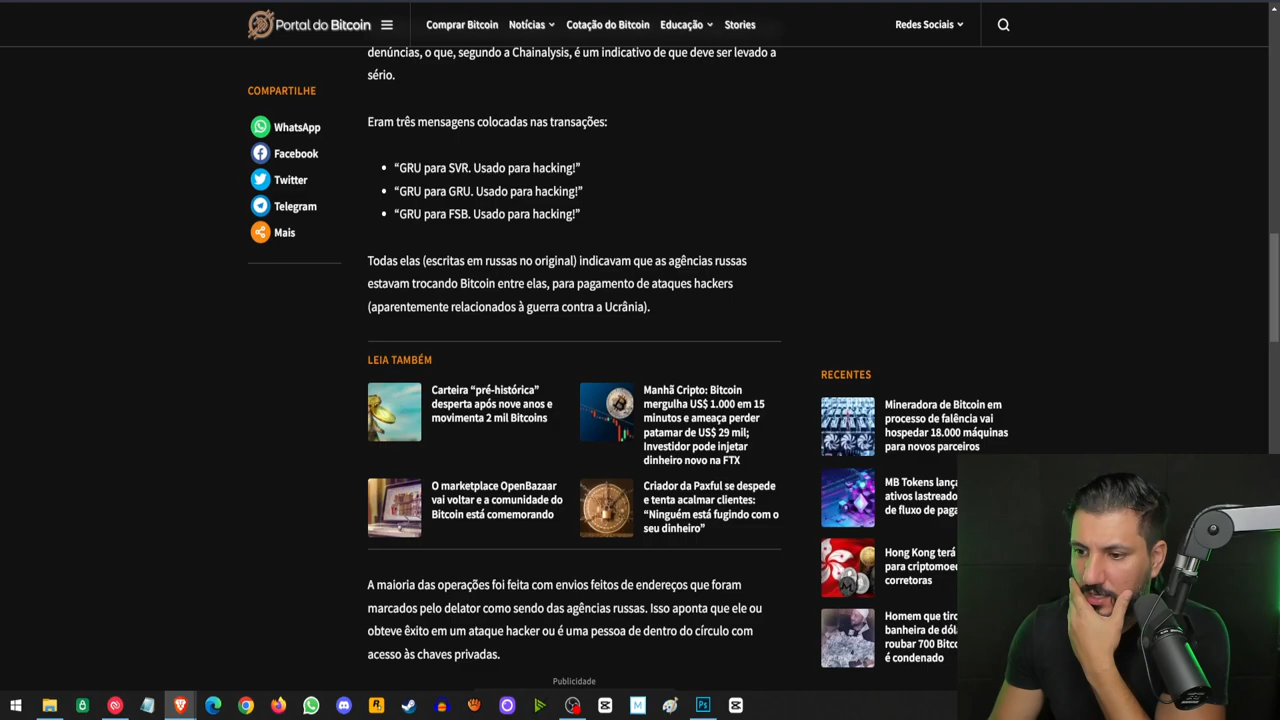 Portal do Bitcoin
Comprar Bitcoin
Notícias
Cotação do Bitcoin
Educação
Stories
Redes Sociais
denúncias, o que, segundo a Chainalysis, é um indicativo de que deve ser levado a
sério.
COMPARTILHE
WhatsApp
Facebook
Twitter
Telegram
Mais
Eram três mensagens colocadas nas transações:
“GRU para SVR. Usado para hacking!”
“GRU para GRU. Usado para hacking!”
“GRU para FSB. Usado para hacking!”
Todas elas (escritas em russas no original) indicavam que as agências russas
estavam trocando Bitcoin entre elas, para pagamento de ataques hackers
(aparentemente relacionados à guerra contra a Ucrânia).
LEIA TAMBÉM
Carteira “pré-histórica”
desperta após nove anos e
movimenta 2 mil Bitcoins
Manhã Cripto: Bitcoin
mergulha US$ 1.000 em 15
minutos e ameaça perder
patamar de US$ 29 mil;
Investidor pode injetar
dinheiro novo na FTX
O marketplace OpenBazaar
vai voltar e a comunidade do
Bitcoin está comemorando
Criador da Paxful se despede
e tenta acalmar clientes:
“Ninguém está fugindo com o
seu dinheiro”
A maioria das operações foi feita com envios feitos de endereços que foram
marcados pelo delator como sendo das agências russas. Isso aponta que ele ou
obteve êxito em um ataque hacker ou é uma pessoa de dentro do círculo com
acesso às chaves privadas.
Publicidade
RECENTES
Mineradora de Bitcoin em
processo de falência vai
hospedar 18.000 máquinas
para novos parceiros
MB Tokens lança
ativos lastread
de fluxo de paga
Hong Kong terá
para criptomoe
corretoras
Homem que tiro
banheira de dól
roubar 700 Bitc
é condenado